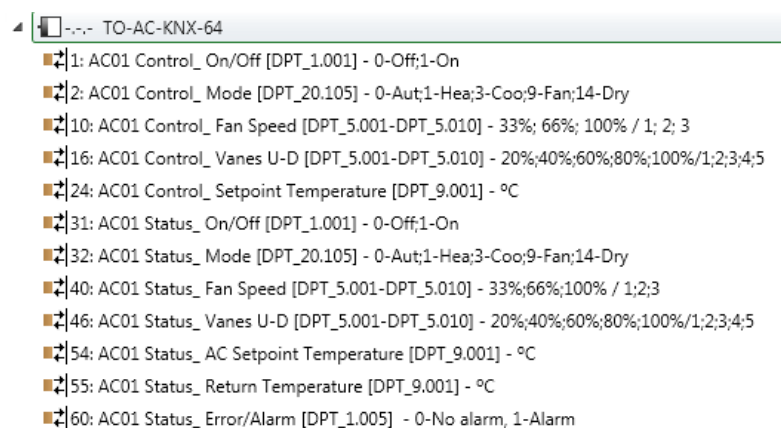 -.-.- TO-AC-KNX-64
1: AC01 Control_ On/Off [DPT_1.001] - 0-Off;1-On
2: AC01 Control_ Mode [DPT_20.105] - 0-Aut;1-Hea;3-Coo;9-Fan;14-Dry
10: AC01 Control_ Fan Speed [DPT_5.001-DPT_5.010] - 33%; 66%; 100% / 1; 2; 3
16: AC01 Control_ Vanes U-D [DPT_5.001-DPT_5.010] - 20%;40%;60%;80%;100%/1;2;3;4;5
24: AC01 Control_ Setpoint Temperature [DPT_9.001] - ºC
31: AC01 Status_ On/Off [DPT_1.001] - 0-Off;1-On
32: AC01 Status_ Mode [DPT_20.105] - 0-Aut;1-Hea;3-Coo;9-Fan;14-Dry
40: AC01 Status_ Fan Speed [DPT_5.001-DPT_5.010] - 33%;66%;100% / 1;2;3
46: AC01 Status_ Vanes U-D [DPT_5.001-DPT_5.010] - 20%;40%;60%;80%;100%/1;2;3;4;5
54: AC01 Status_ AC Setpoint Temperature [DPT_9.001] - ºC
55: AC01 Status_ Return Temperature [DPT_9.001] - ºC
60: AC01 Status_ Error/Alarm [DPT_1.005]  - 0-No alarm, 1-Alarm